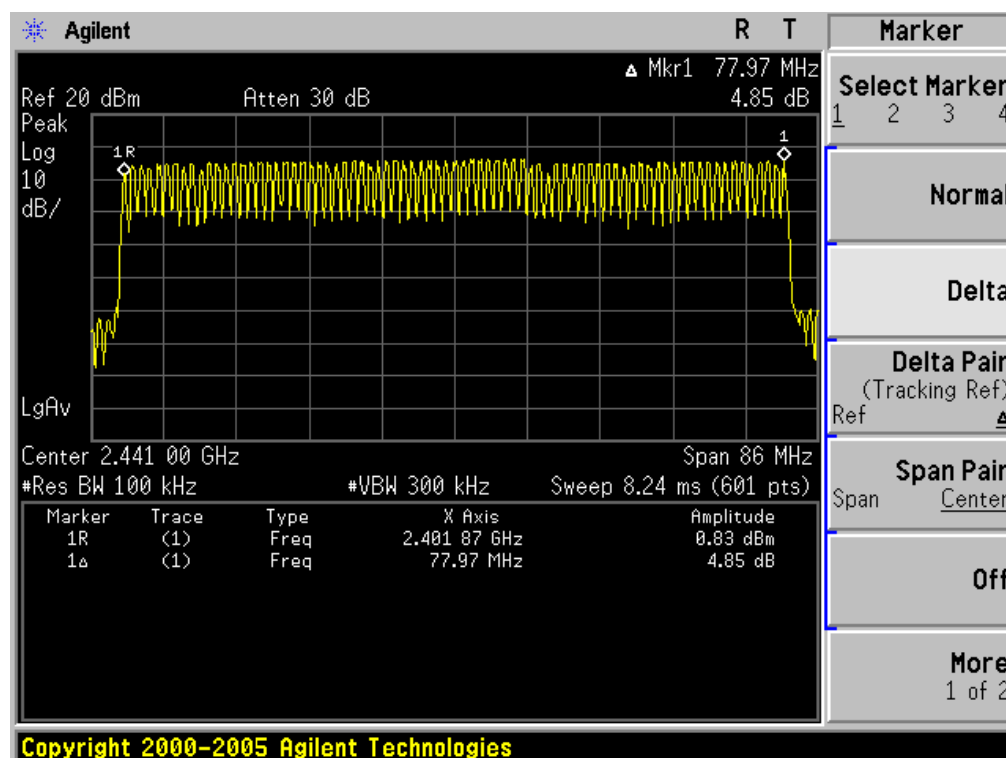 Agilent R T
Δ Mkr1 77.97 MHz
Ref 20 dBm Atten 30 dB 4.85 dB
Peak
Log
10
dB/
1R
1
LgAv
Center 2.441 00 GHz Span 86 MHz
#Res BW 100 kHz #VBW 300 kHz Sweep 8.24 ms (601 pts)
Marker Trace Type X Axis Amplitude
1R (1) Freq 2.401 87 GHz 0.83 dBm
1Δ (1) Freq 77.97 MHz 4.85 dB
Marker
Select Marker
1 2 3 4
Normal
Delta
Delta Pair
(Tracking Ref)
Ref Δ
Span Pair
Span Center
Off
More
1 of 2
Copyright 2000-2005 Agilent Technologies